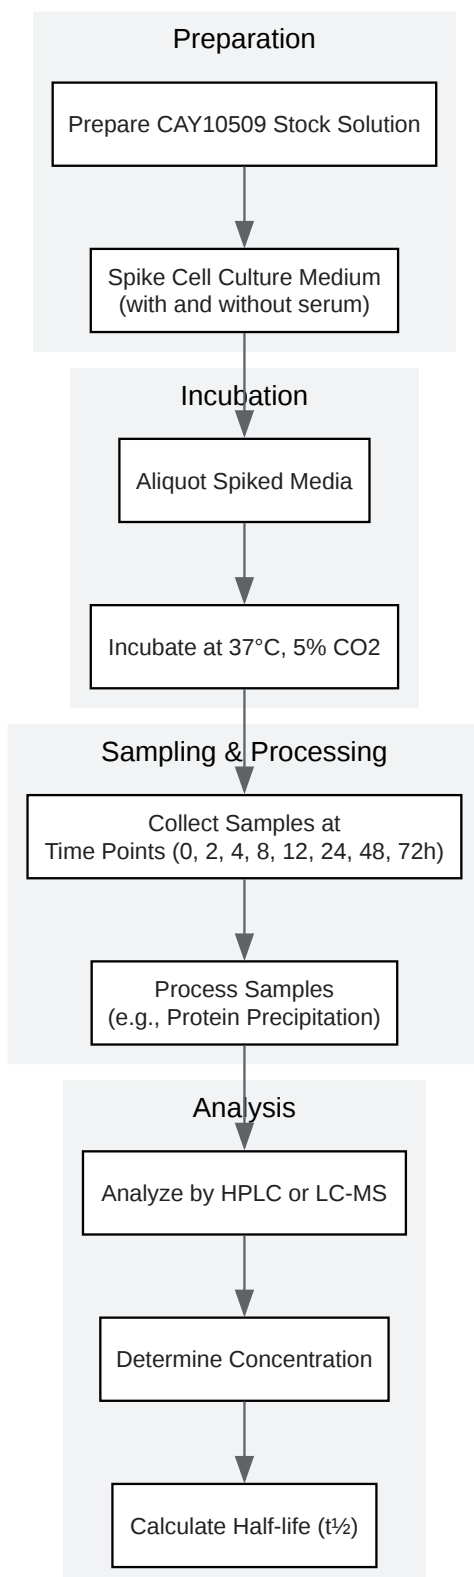 Preparation
Prepare CAY10509 Stock Solution
Spike Cell Culture Medium
(with and without serum)
Incubation
Aliquot Spiked Media
Incubate at 37°C, 5% CO2
Sampling & Processing
Collect Samples at
Time Points (0, 2, 4, 8, 12, 24, 48, 72h)
Process Samples
(e.g., Protein Precipitation)
Analysis
Analyze by HPLC or LC-MS
Determine Concentration
Calculate Half-life (t½)